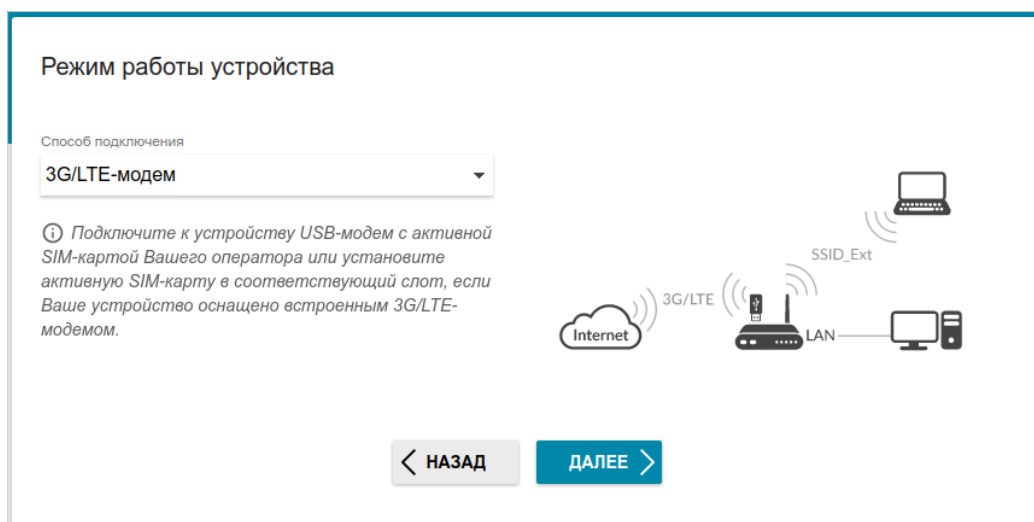 Режим работы устройства
Способ подключения
3G/LTE-модем
Подключите к устройству USB-модем с активной
SIM-картой Вашего оператора или установите
активную SIM-карту в соответствующий слот, если
Ваше устройство оснащено встроенным 3G/LTE-
модемом.
SSID_Ext
3G/LTE
Internet
LAN
НАЗАД
ДАЛЕЕ